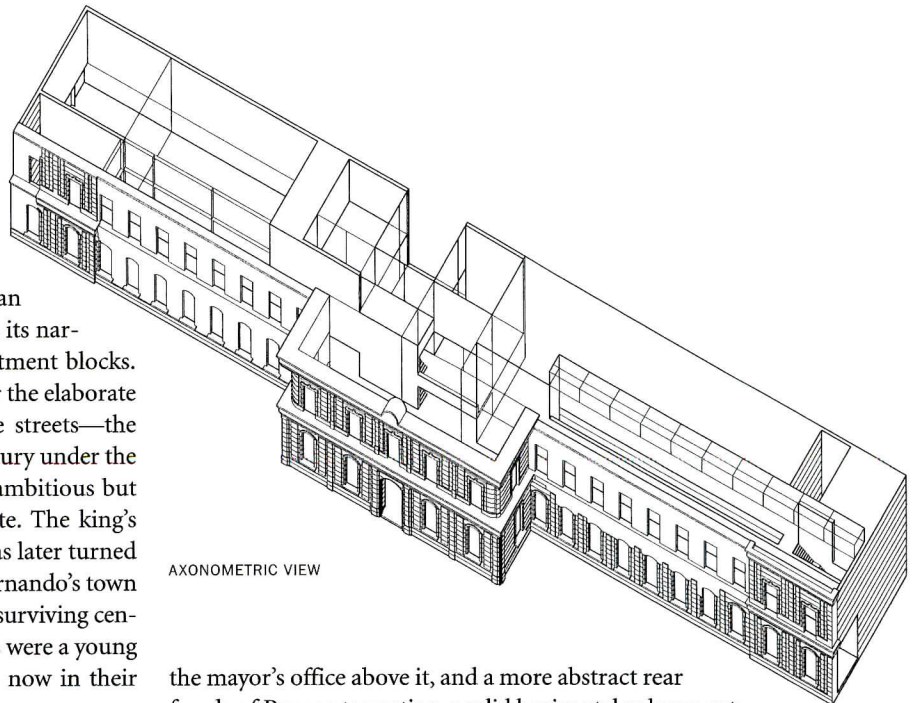 an
its nar-
tment blocks.
the elaborate
streets—the
ury under the
ambitious but
te. The king's
as later turned
rnando's town
surviving cen-
were a young
now in their
AXONOMETRIC VIEW
the mayor's office above it, and a more abstract rear